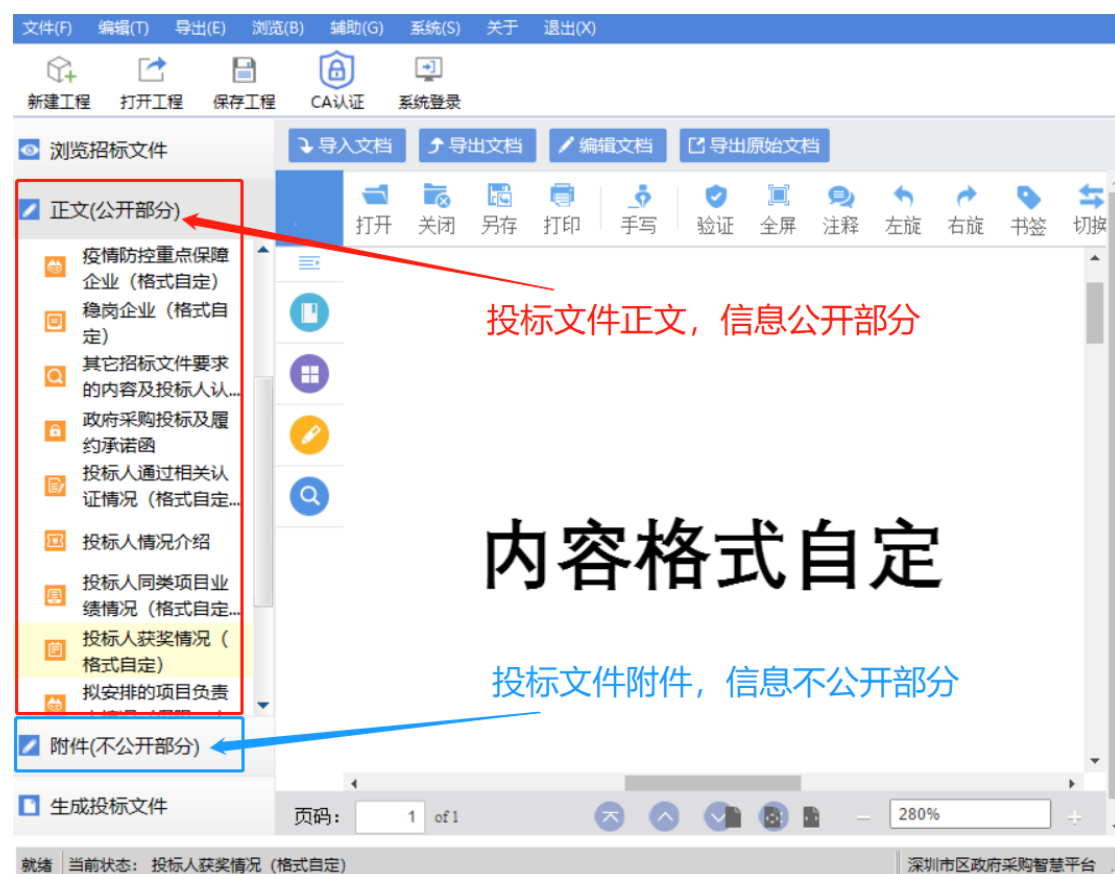 文件(F) 编辑(T) 导出(E) 浏览(B) 辅助(G) 系统(S) 关于 退出(X)
新建工程 打开工程 保存工程 CA认证 系统登录
浏览招标文件
导入文档 导出文档 编辑文档 导出原始文档
正文(公开部分)
打开 关闭 另存 打印 手写 验证 全屏 注释 左旋 右旋 书签 切换
疫情防控重点保障
企业（格式自定）
稳岗企业（格式自
定）
其它招标文件要求
的内容及投标人认...
政府采购投标及履
约承诺函
投标人通过相关认
证情况（格式自定...
投标人情况介绍
投标人同类项目业
绩情况（格式自定...
投标人获奖情况（
格式自定）
拟安排的项目负责
投标文件正文，信息公开部分
内容格式自定
投标文件附件，信息不公开部分
附件(不公开部分)
生成投标文件
页码: 1 of 1 280%
就绪 当前状态: 投标人获奖情况（格式自定） 深圳市区政府采购智慧平台